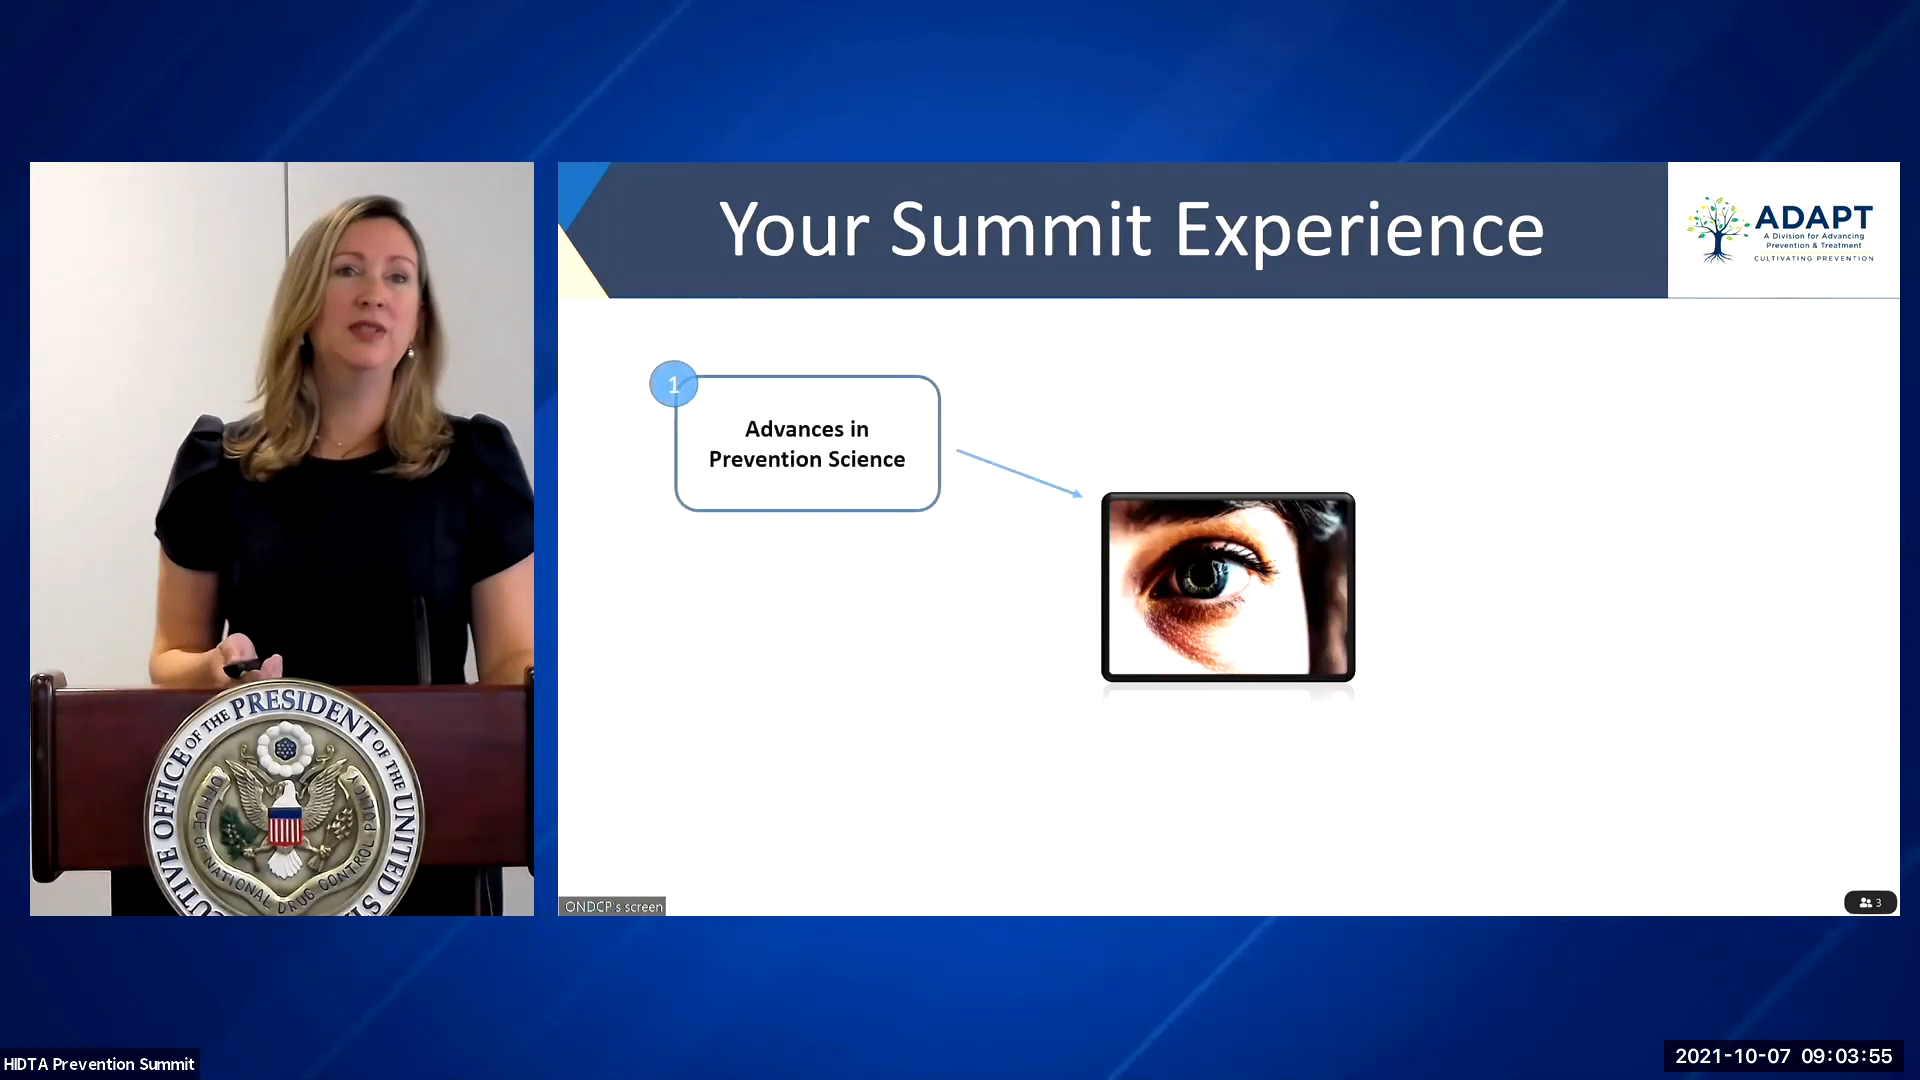 Your Summit Experience
ADAPT
A Division for Advancing
Prevention & Treatment
CULTIVATING PREVENTION
1
Advances in
Prevention Science
OFFICE OF THE PRESIDENT OF THE UNITED
OFFICE OF NATIONAL DRUG CONTROL POLICY
ONDCP's screen
3
HIDTA Prevention Summit
2021-10-07 09:03:55